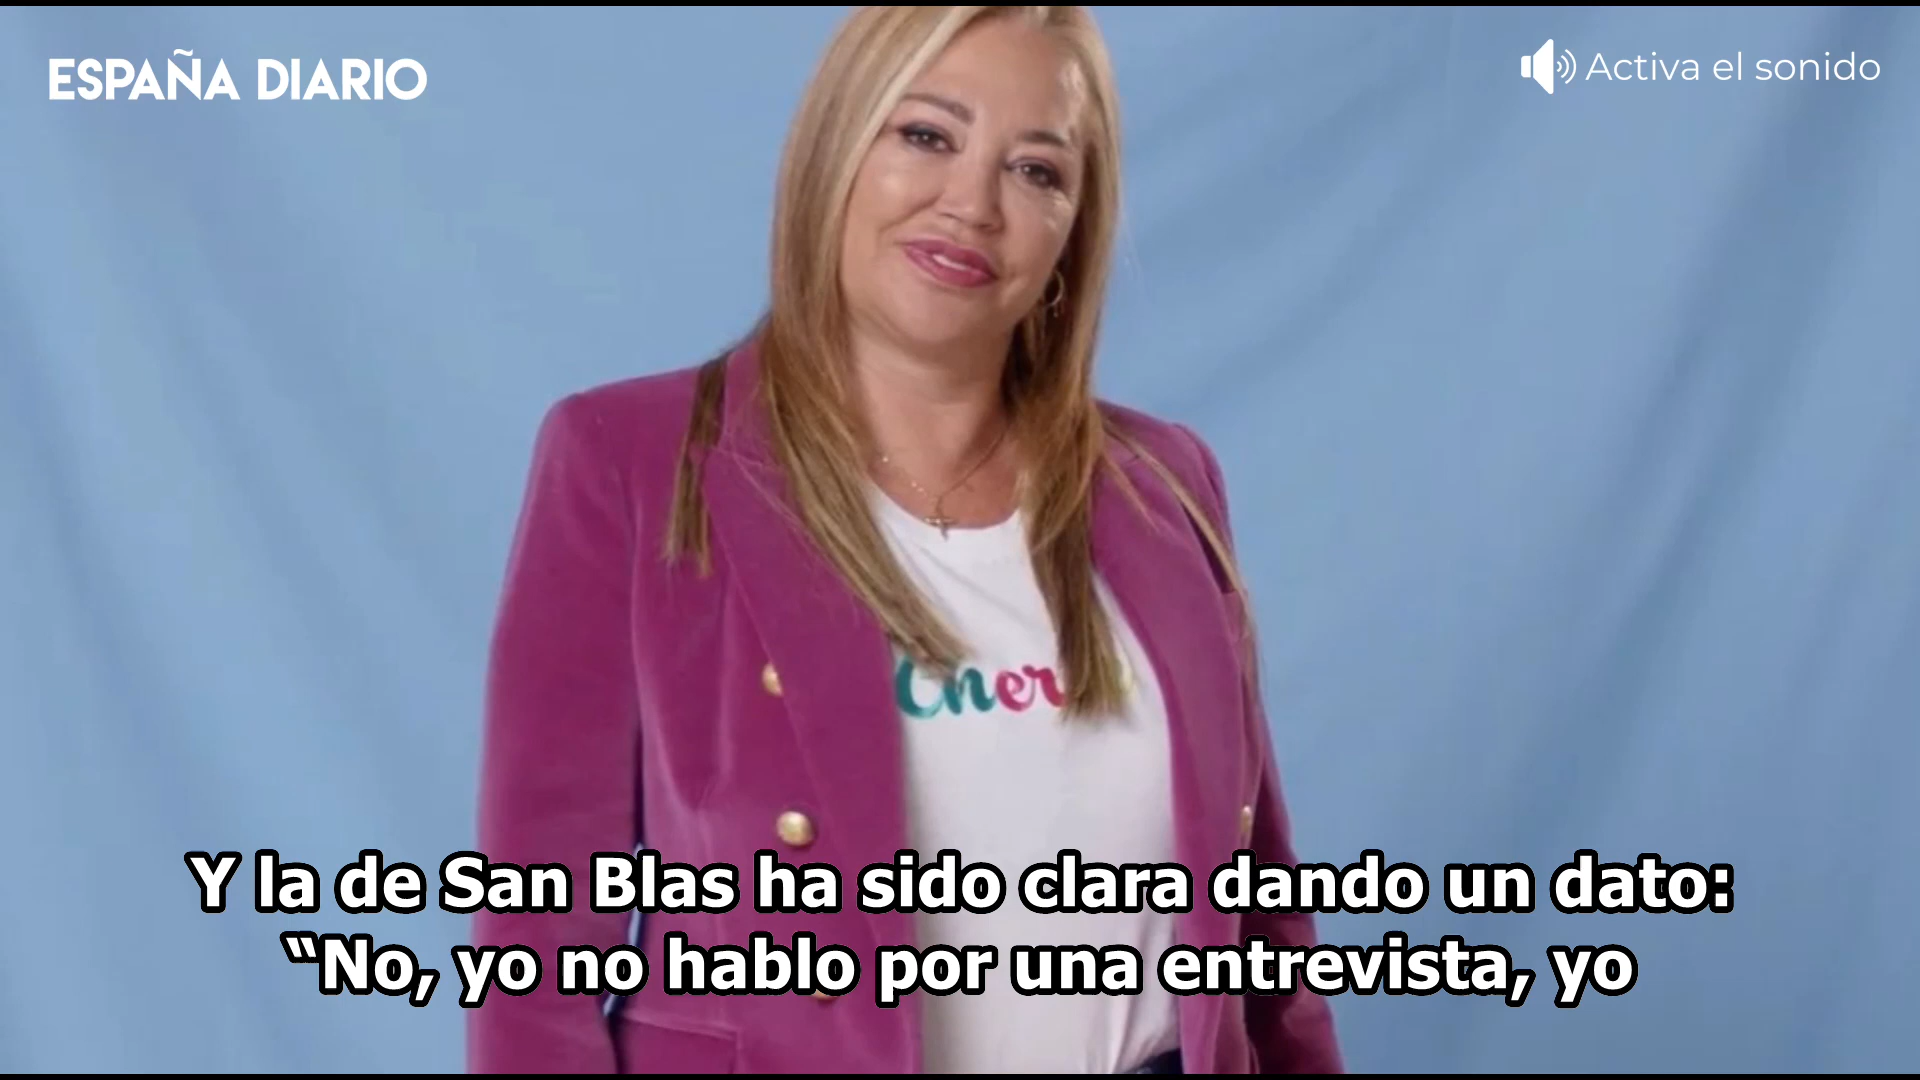 ESPAÑA DIARIO
Activa el sonido
Y la de San Blas ha sido clara dando un dato:
“No, yo no hablo por una entrevista, yo